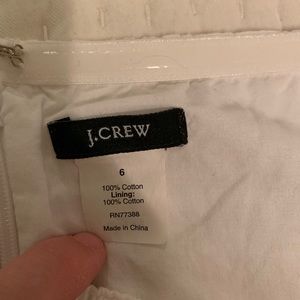 J.CREW
6
100% Cotton
Lining:
100% Cotton
RN77388
Made in China